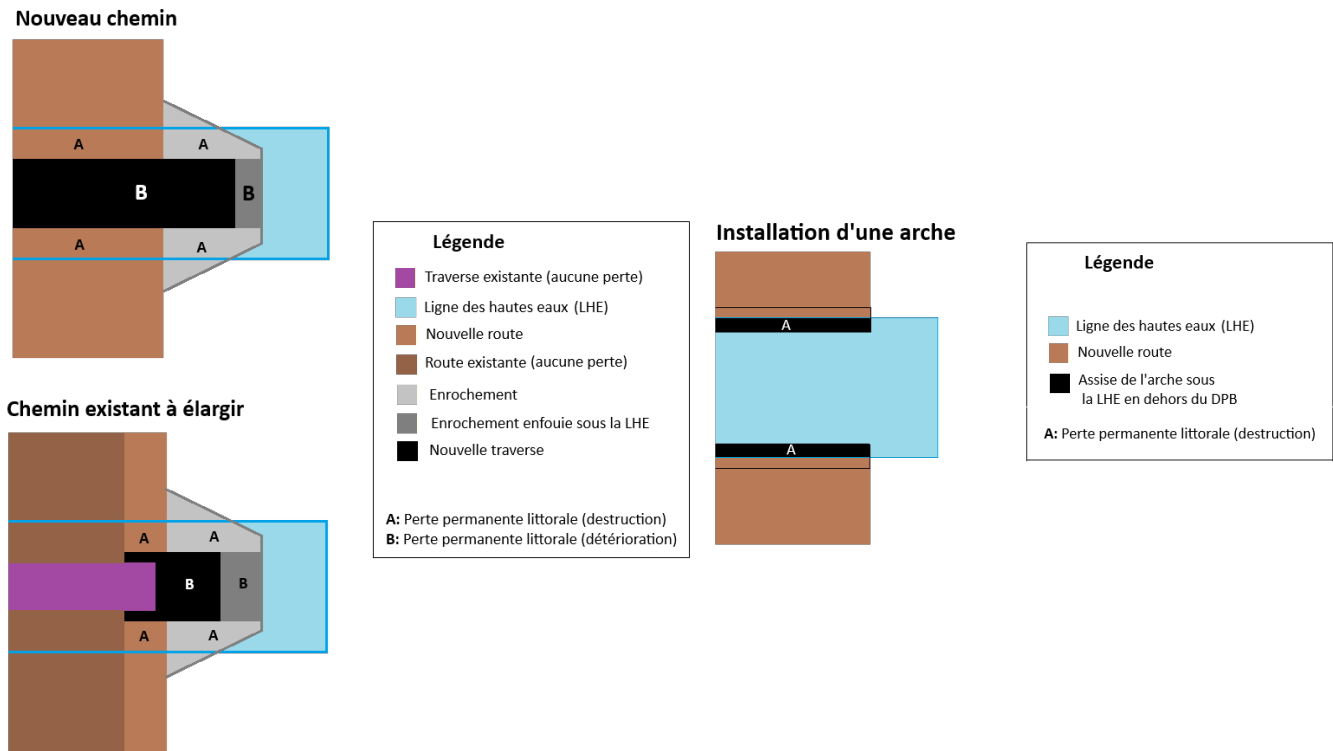 Nouveau chemin
A
A
B
B
A
A
Chemin existant à élargir
A
A
B
B
A
A
Légende
Traverse existante (aucune perte)
Ligne des hautes eaux (LHE)
Nouvelle route
Route existante (aucune perte)
Enrochement
Enrochement enfouie sous la LHE
Nouvelle traverse
A: Perte permanente littorale (destruction)
B: Perte permanente littorale (détérioration)
Installation d'une arche
A
A
Légende
Ligne des hautes eaux (LHE)
Nouvelle route
Assise de l'arche sous
la LHE en dehors du DPB
A: Perte permanente littorale (destruction)